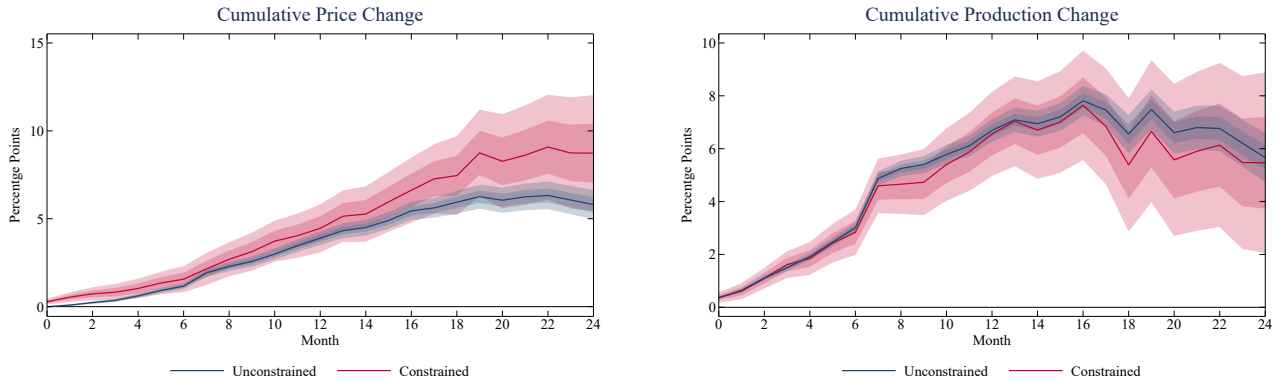 Cumulative Price Change
15
10
5
0
Percentge Points
0 2 4 6 8 10 12 14 16 18 20 22 24
Month
Unconstrained Constrained
Cumulative Production Change
10
8
6
4
2
0
Percentage Points
0 2 4 6 8 10 12 14 16 18 20 22 24
Month
Unconstrained Constrained